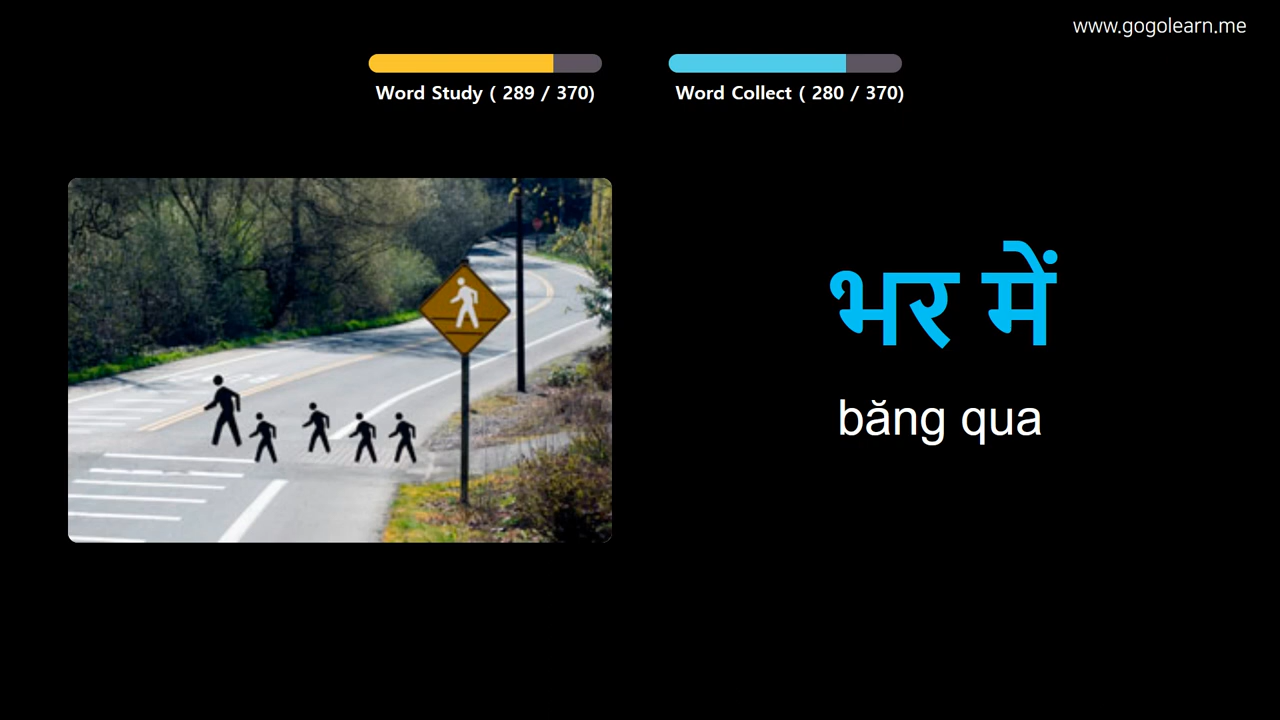 www.gogolearn.me
Word Study ( 289 / 370)
Word Collect ( 280 / 370)
भर में
băng qua